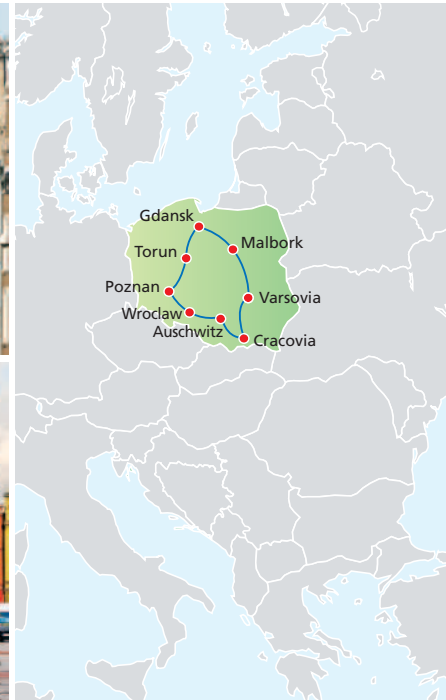 Gdansk
Malbork
Torun
Poznan
Varsovia
Wroclaw
Auschwitz
Cracovia